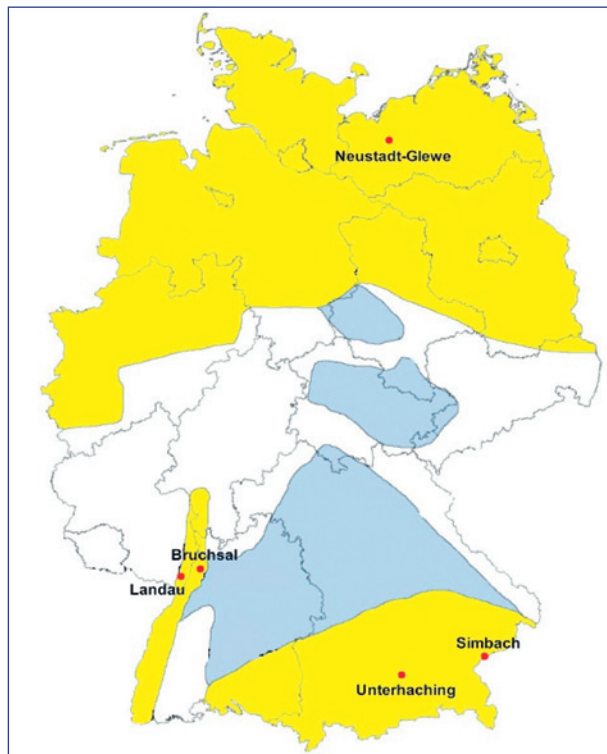 Neustadt-Glewe
Bruchsal
Landau
Simbach
Unterhaching